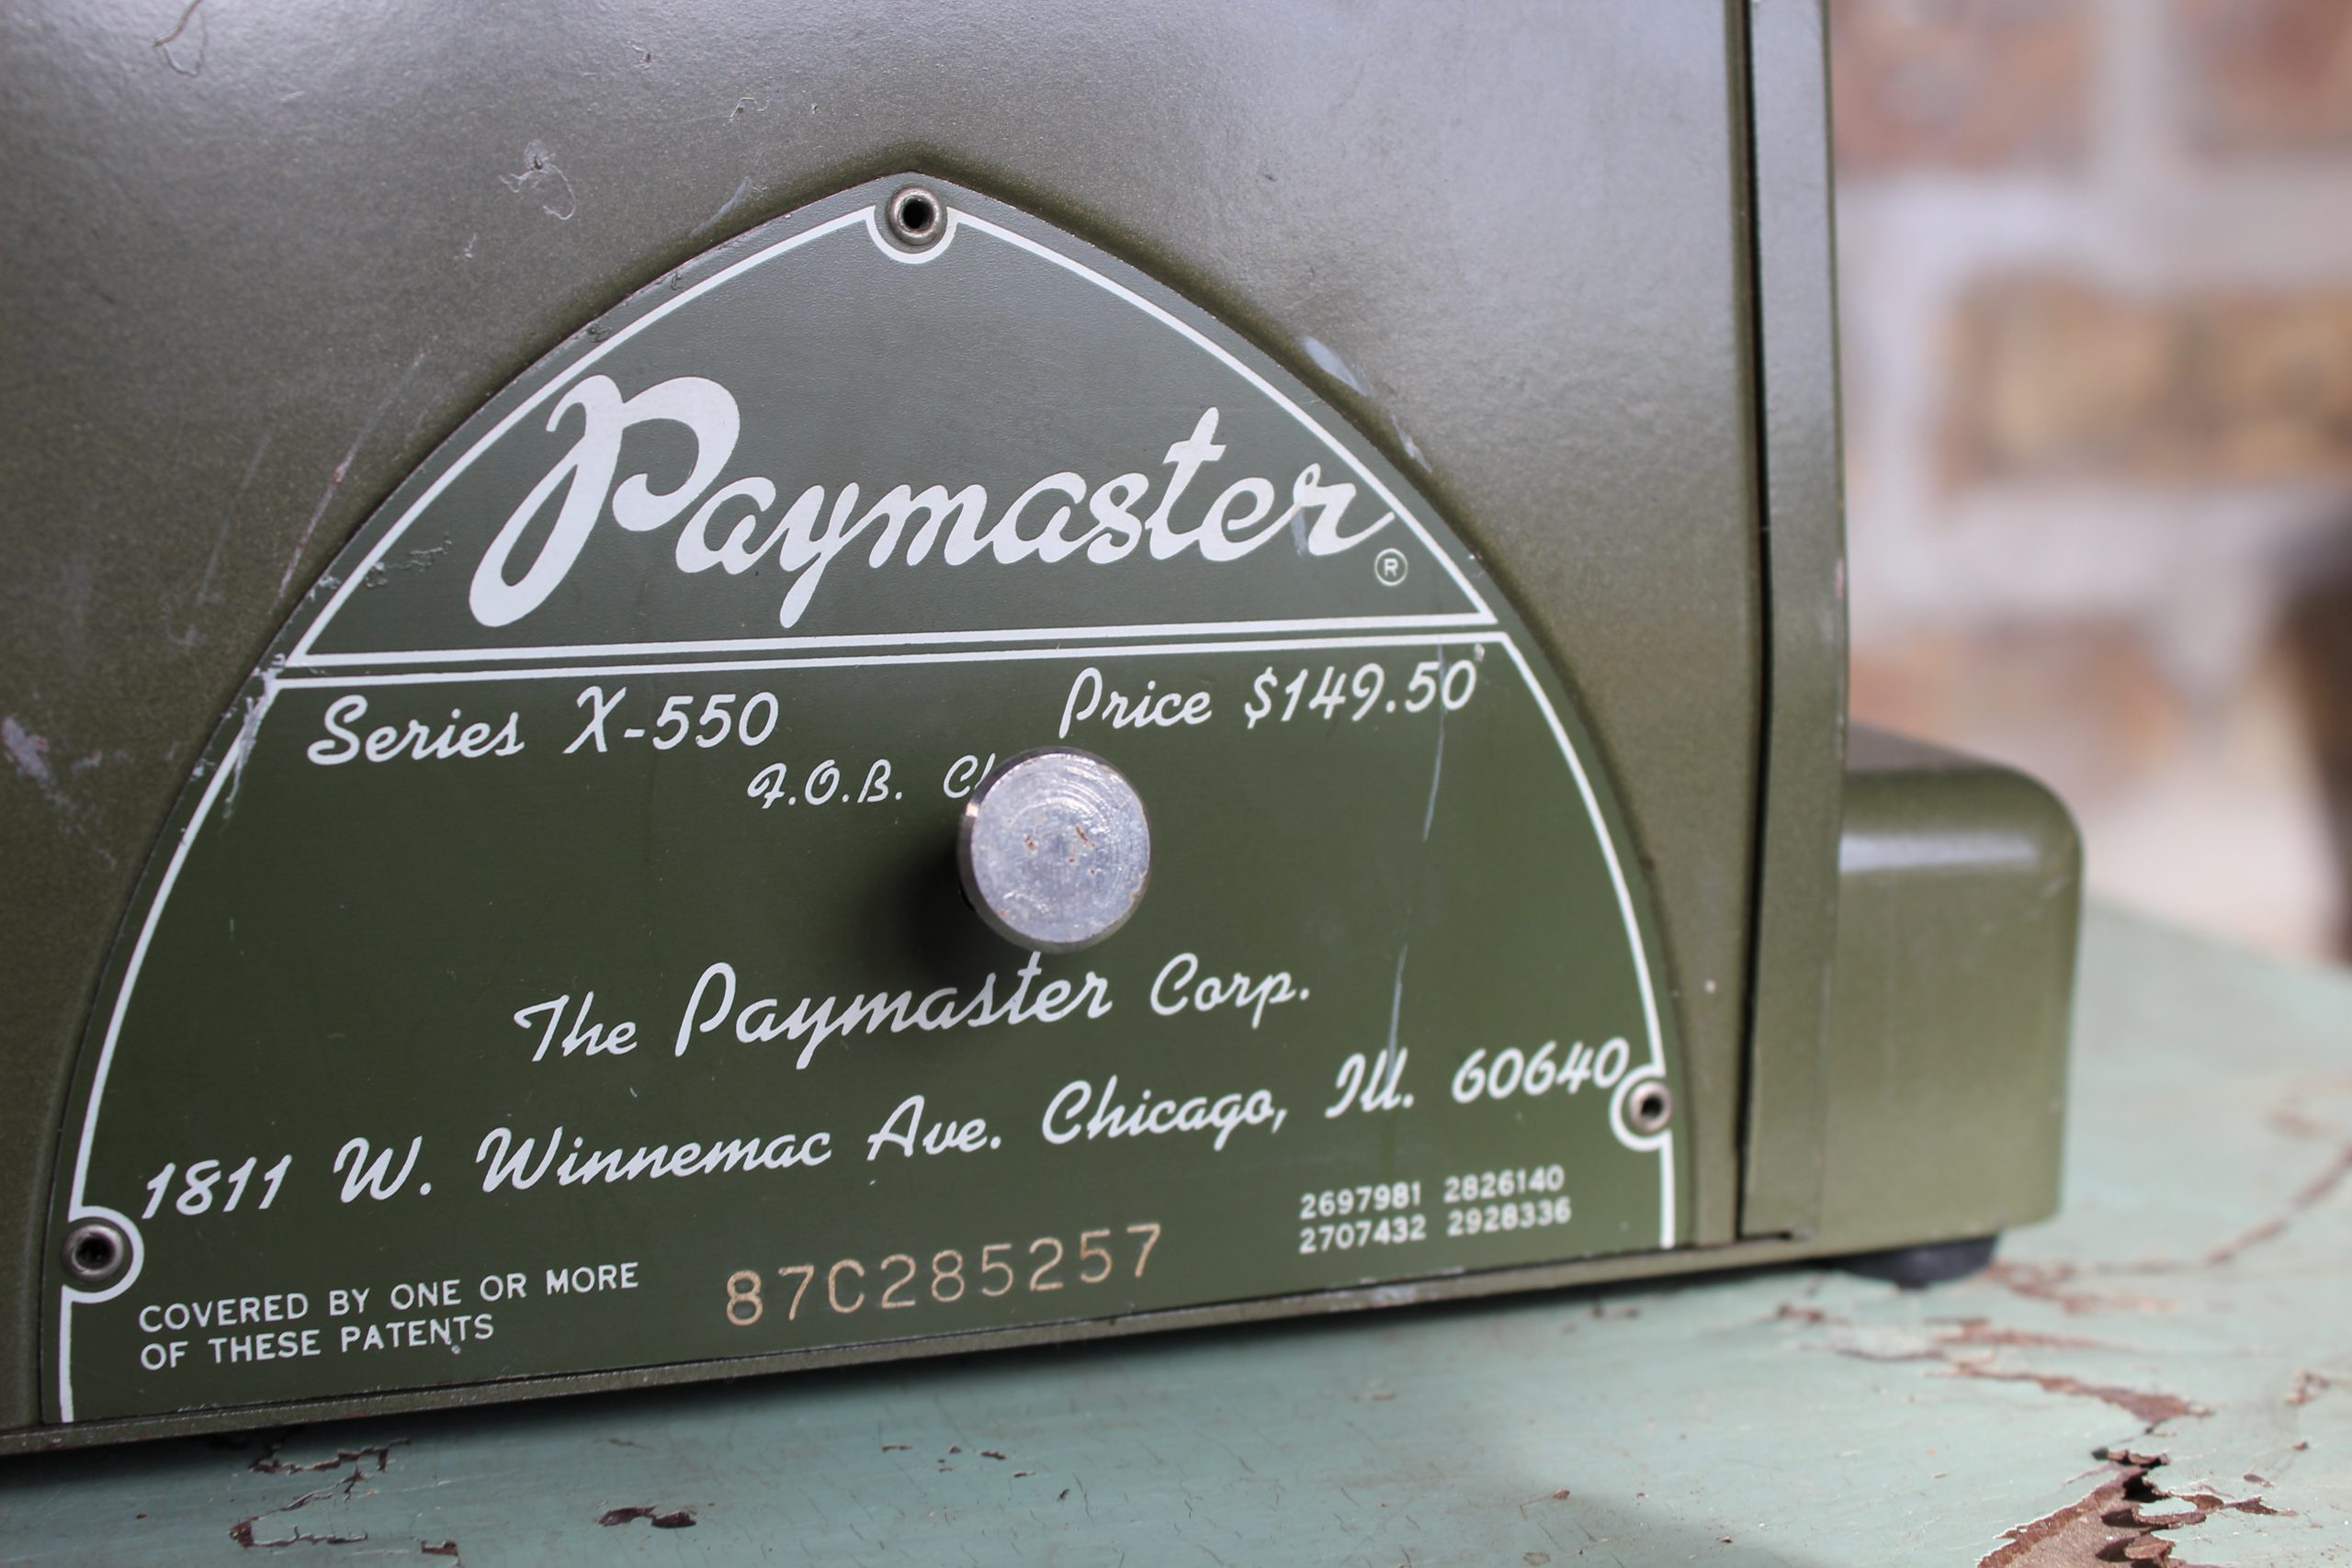 Paymaster
®
Series X-550 Price $149.50
F.O.B.
The Paymaster Corp.
1811 W. Winnemac Ave. Chicago, Ill. 60640
2697981 2826140
2707432 2928336
COVERED BY ONE OR MORE
OF THESE PATENTS
87C285257